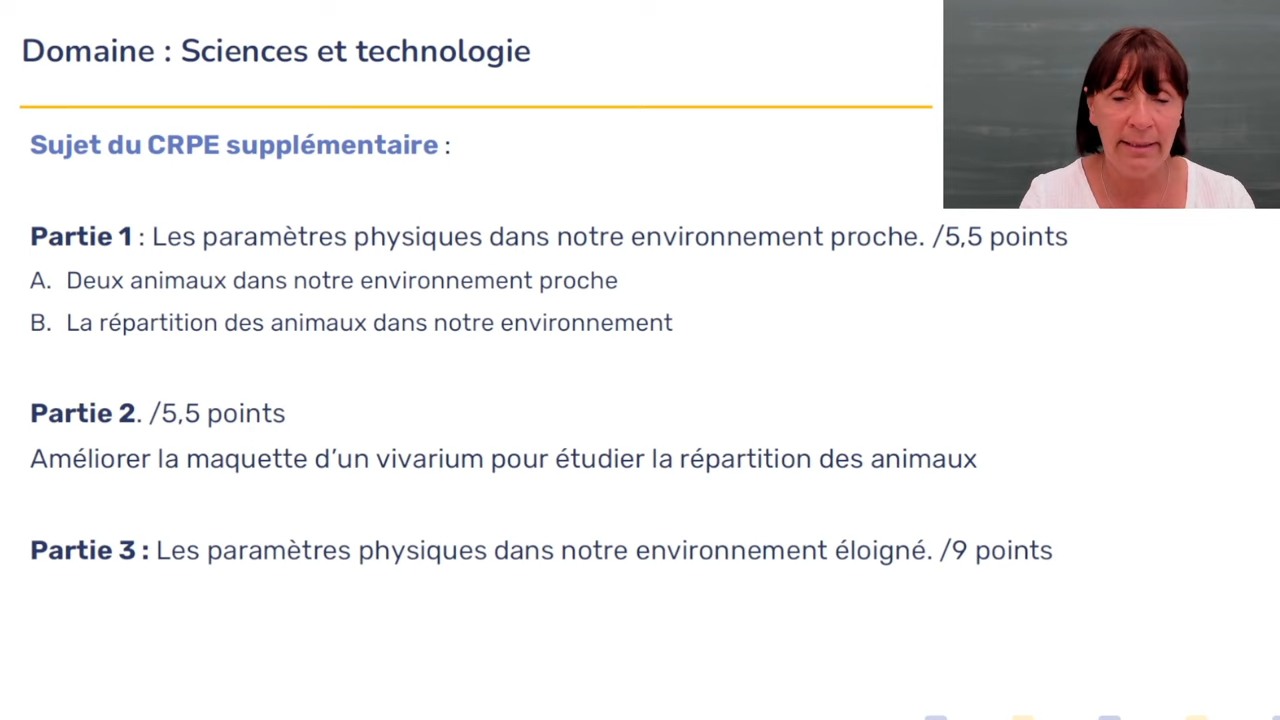 Domaine : Sciences et technologie
Sujet du CRPE supplémentaire :
Partie 1 : Les paramètres physiques dans notre environnement proche. /5,5 points
A. Deux animaux dans notre environnement proche
B. La répartition des animaux dans notre environnement
Partie 2. /5,5 points
Améliorer la maquette d'un vivarium pour étudier la répartition des animaux
Partie 3 : Les paramètres physiques dans notre environnement éloigné. /9 points